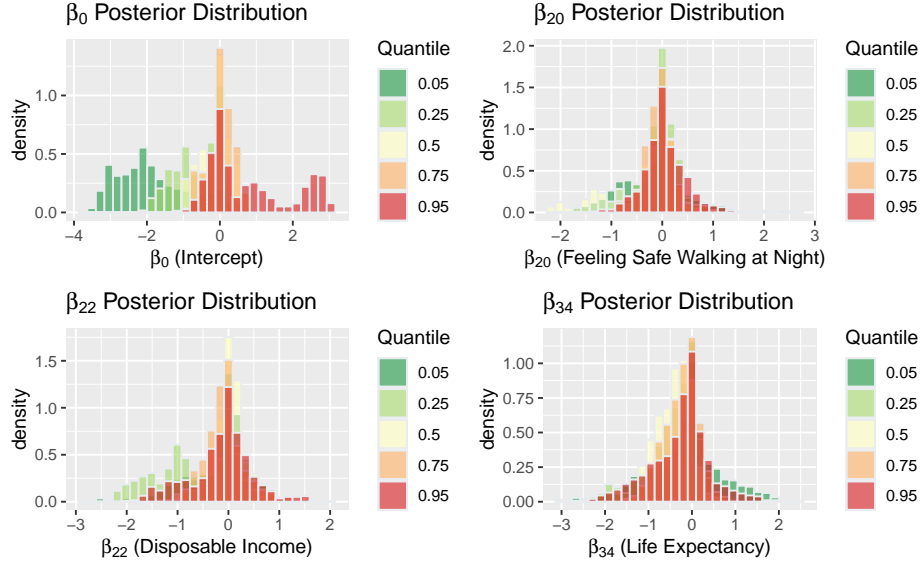 β0 Posterior Distribution
density
1.0
0.5
0.0
−4 −2 0 2
β0 (Intercept)
Quantile
0.05
0.25
0.5
0.75
0.95
β20 Posterior Distribution
density
2.0
1.5
1.0
0.5
0.0
−2 −1 0 1 2 3
β20 (Feeling Safe Walking at Night)
Quantile
0.05
0.25
0.5
0.75
0.95
β22 Posterior Distribution
density
1.5
1.0
0.5
0.0
−3 −2 −1 0 1 2
β22 (Disposable Income)
Quantile
0.05
0.25
0.5
0.75
0.95
β34 Posterior Distribution
density
1.00
0.75
0.50
0.25
0.00
−3 −2 −1 0 1 2
β34 (Life Expectancy)
Quantile
0.05
0.25
0.5
0.75
0.95